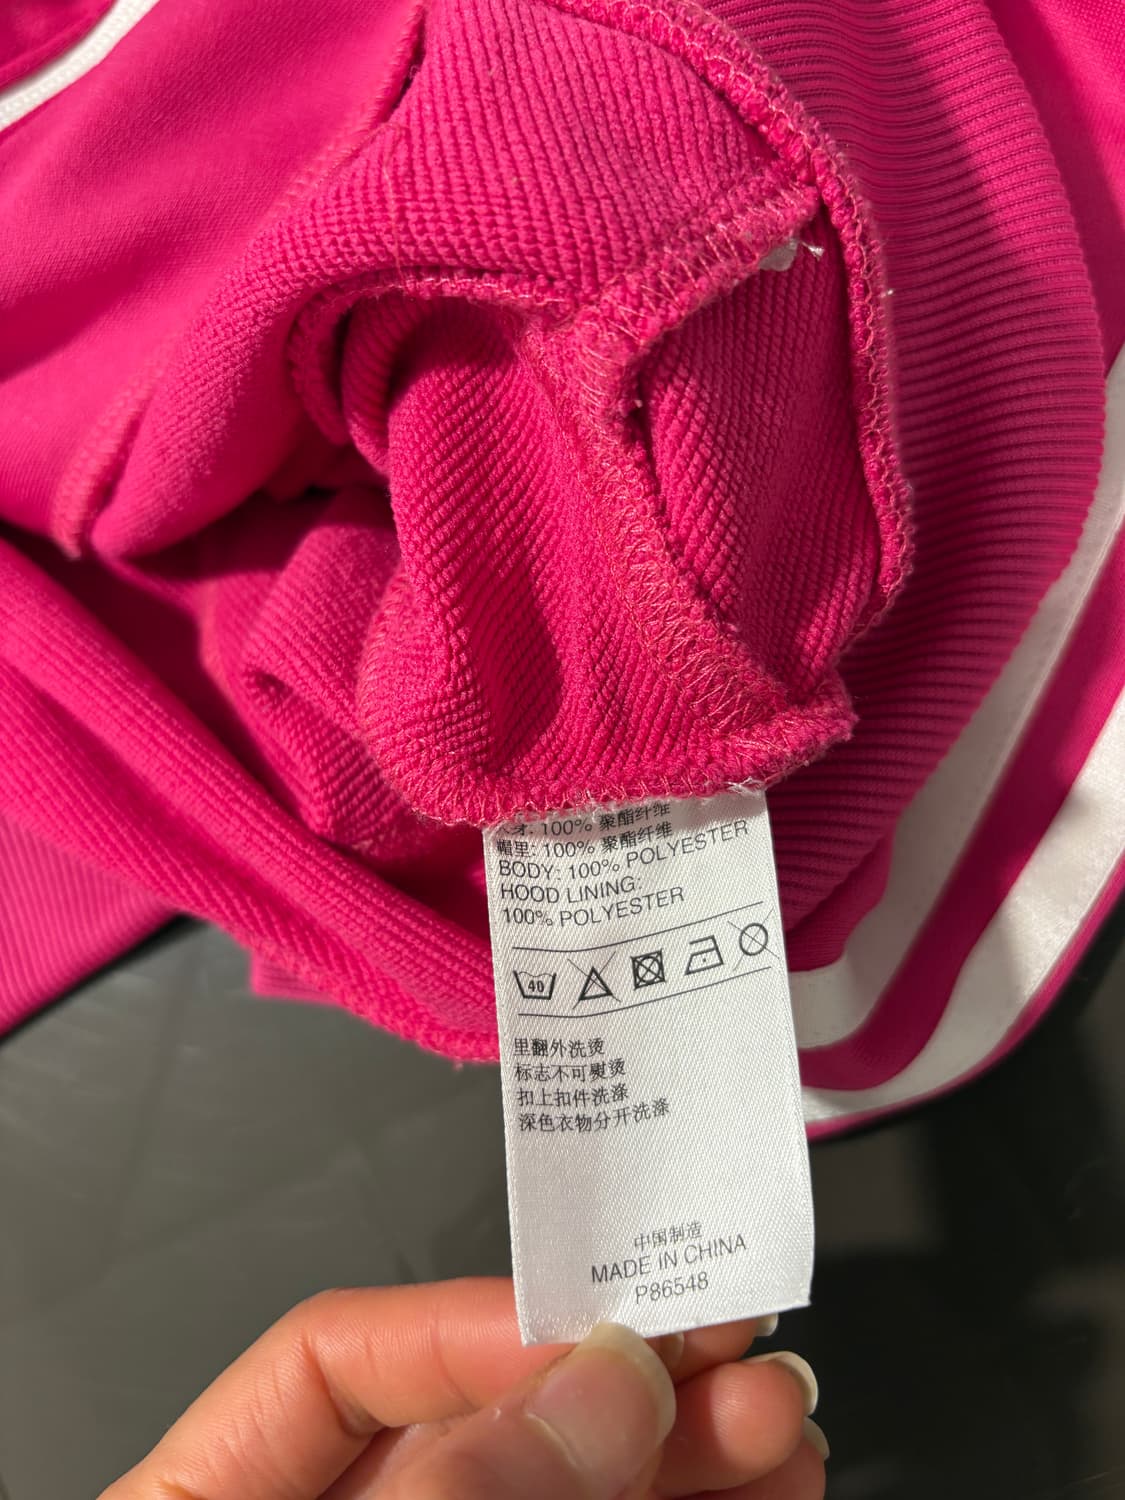 大身: 100% 聚酯纤维
帽里: 100% 聚酯纤维
BODY: 100% POLYESTER
HOOD LINING:
100% POLYESTER
40
里翻外洗烫
标志不可熨烫
扣上扣件洗涤
深色衣物分开洗涤
中国制造
MADE IN CHINA
P86548